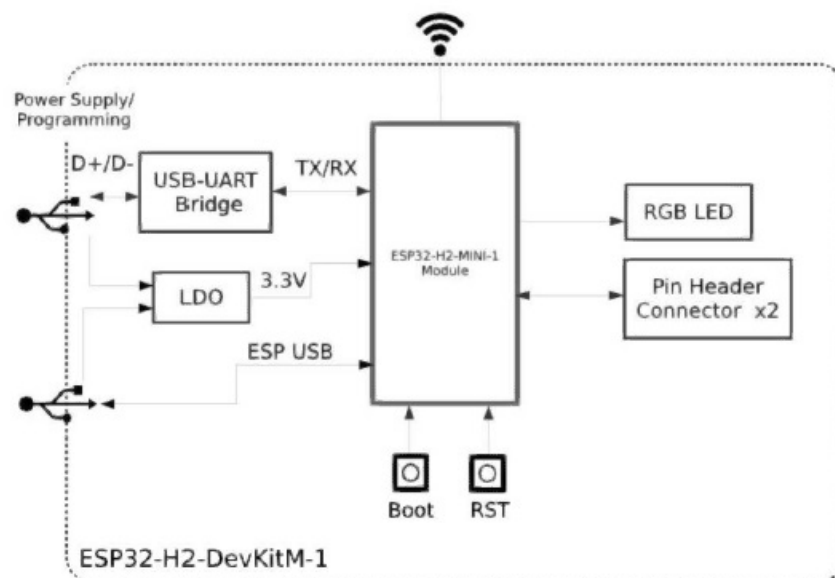 Power Supply/
Programming
D+/D-
USB-UART
Bridge
TX/RX
ESP32-H2-MINI-1
Module
RGB LED
LDO
3.3V
Pin Header
Connector x2
ESP USB
Boot
RST
ESP32-H2-DevKitM-1